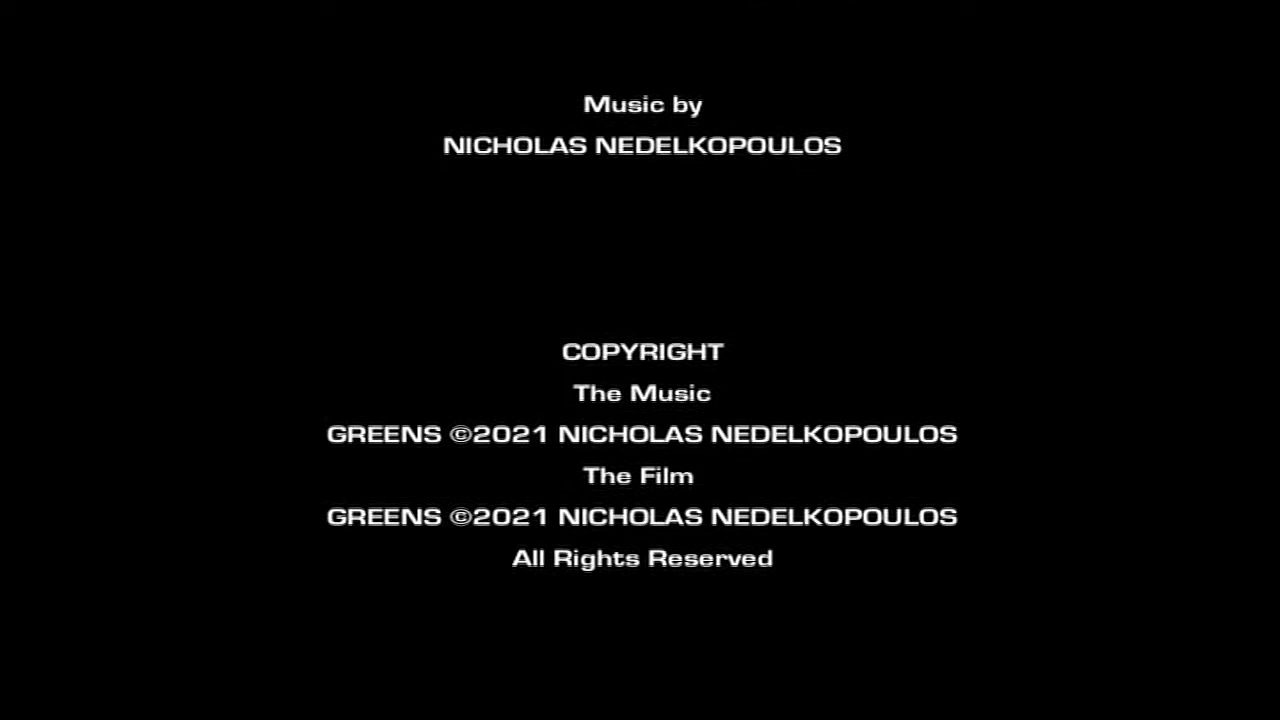 Music by
NICHOLAS NEDELKOPOULOS
COPYRIGHT
The Music
GREENS ©2021 NICHOLAS NEDELKOPOULOS
The Film
GREENS ©2021 NICHOLAS NEDELKOPOULOS
All Rights Reserved